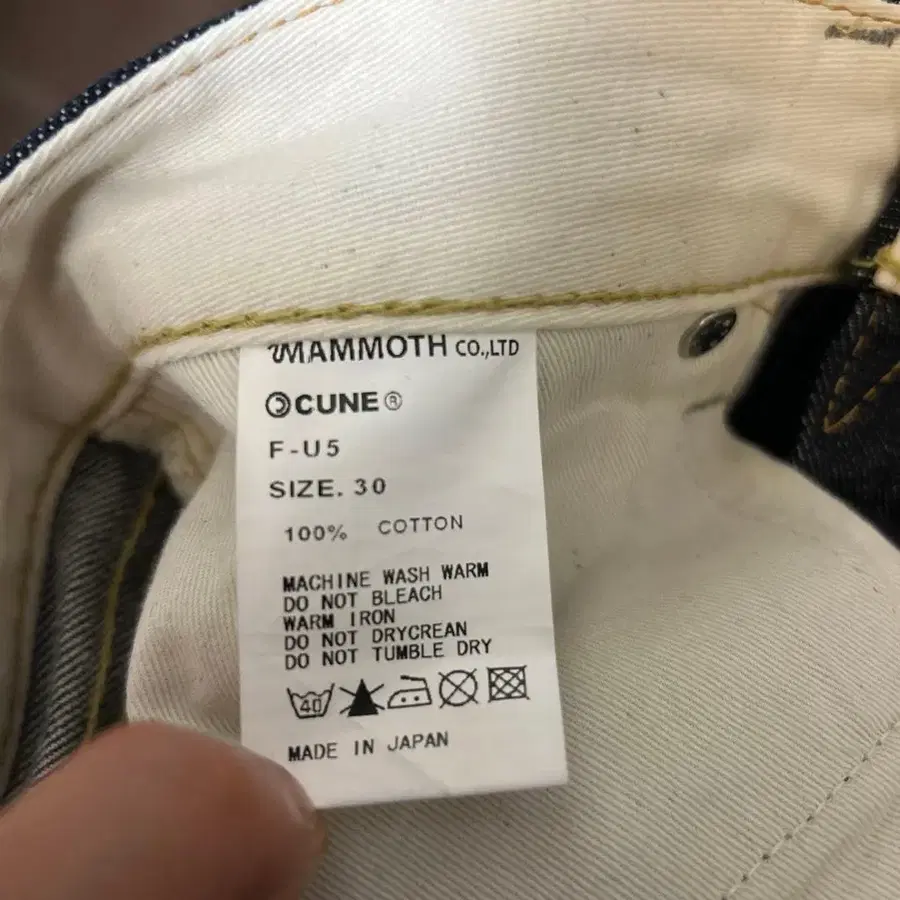 MAMMOTH CO.,LTD
CUNE®
F-U5
SIZE. 30
100% COTTON
MACHINE WASH WARM
DO NOT BLEACH
WARM IRON
DO NOT DRYCREAN
DO NOT TUMBLE DRY
40
MADE IN JAPAN